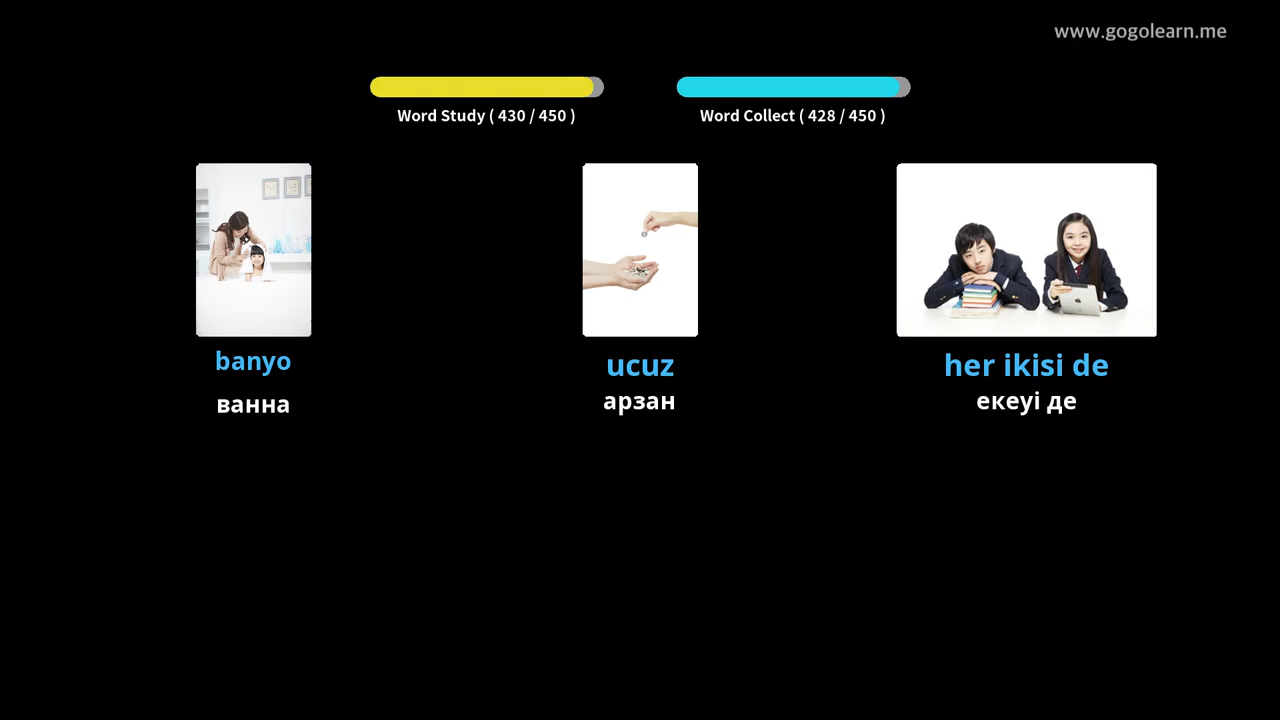 www.gogolearn.me
Word Study ( 430 / 450 )
Word Collect ( 428 / 450 )
banyo
ванна
ucuz
арзан
her ikisi de
екеуі де